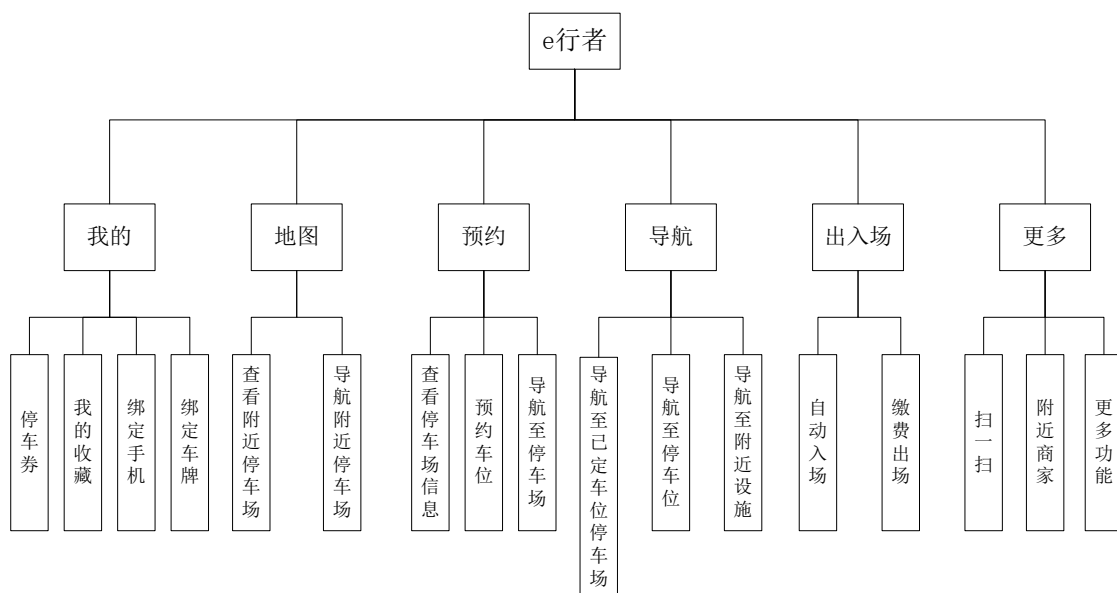 e行者
我的
地图
预约
导航
出入场
更多
停车券
我的收藏
绑定手机
绑定车牌
查看附近停车场
导航附近停车场
查看停车场信息
预约车位
导航至停车场
导航至已定车位停车场
导航至停车位
导航至附近设施
自动入场
缴费出场
扫一扫
附近商家
更多功能